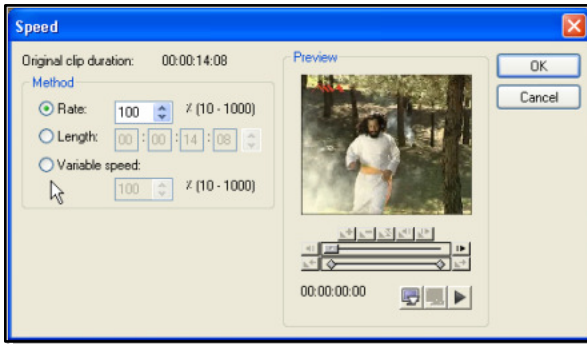 Speed
Original clip duration: 00:00:14:08
Method
Rate: 100 % (10 - 1000)
Length: 00 : 00 : 14 : 08
Variable speed:
100 % (10 - 1000)
Preview
00:00:00:00
OK
Cancel